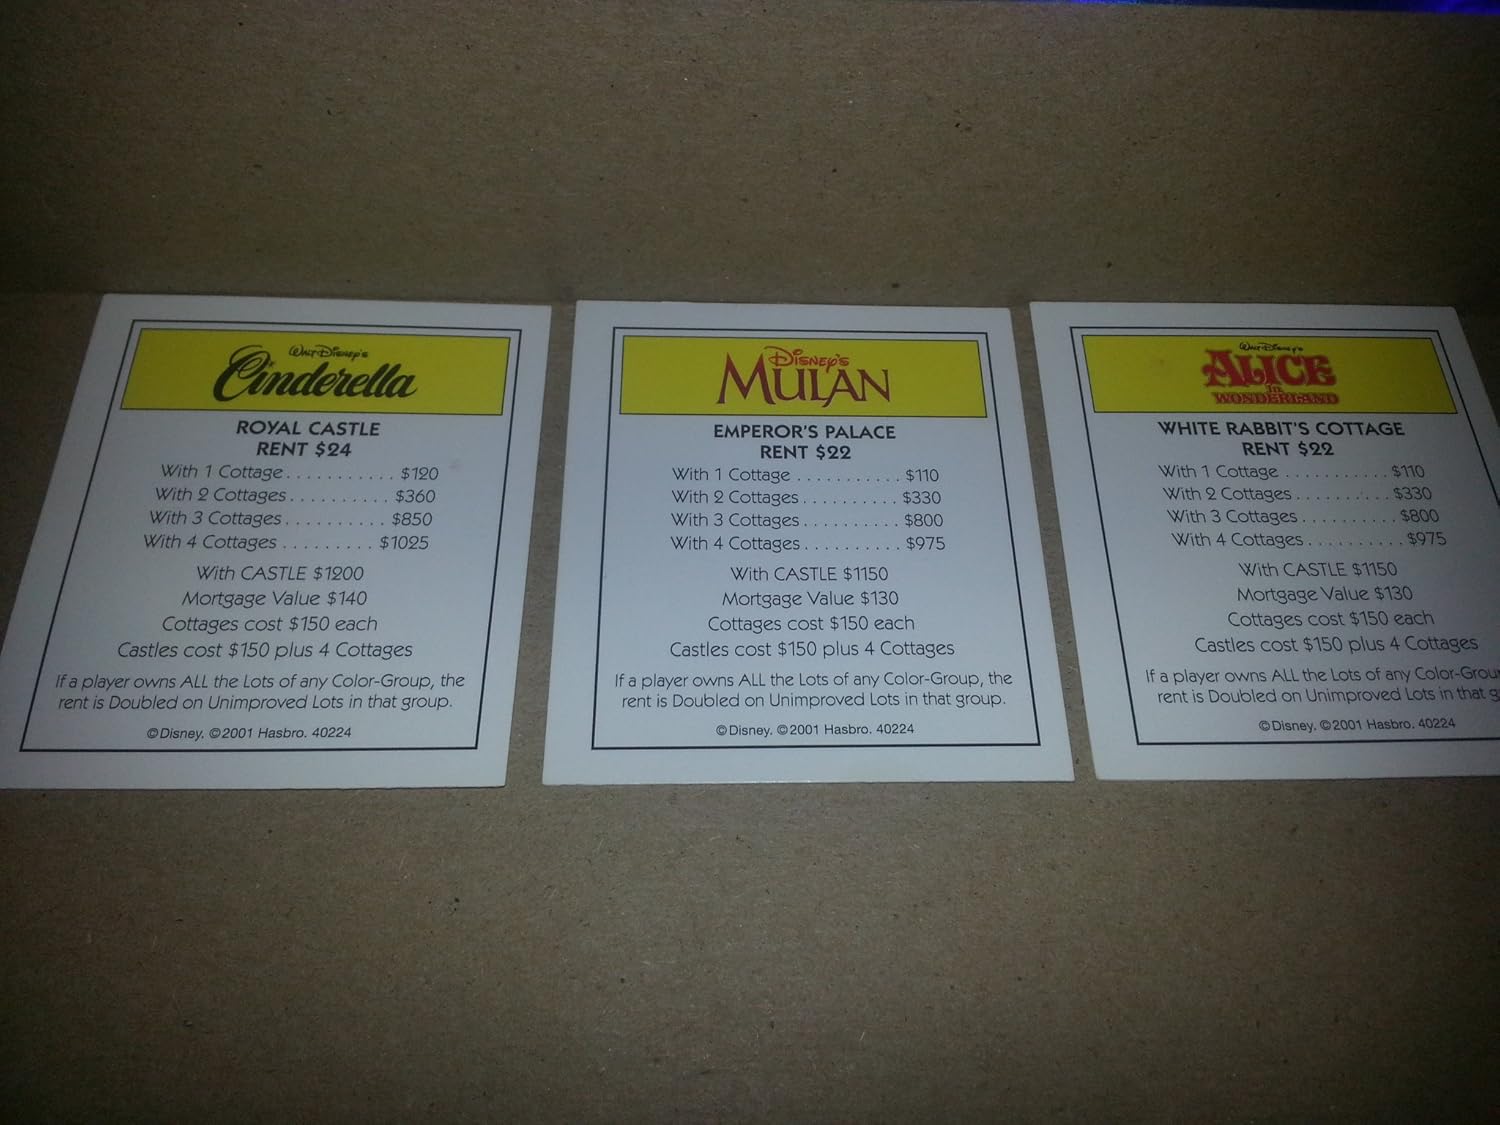 Walt Disney's
Cinderella
ROYAL CASTLE
RENT $24
With 1 Cottage . . . . . . . . . . . $120
With 2 Cottages . . . . . . . . . . $360
With 3 Cottages . . . . . . . . . . $850
With 4 Cottages . . . . . . . . . $1025
With CASTLE $1200
Mortgage Value $140
Cottages cost $150 each
Castles cost $150 plus 4 Cottages
If a player owns ALL the Lots of any Color-Group, the
rent is Doubled on Unimproved Lots in that group.
©Disney. ©2001 Hasbro. 40224
Disney's
MULAN
EMPEROR'S PALACE
RENT $22
With 1 Cottage . . . . . . . . . . . $110
With 2 Cottages . . . . . . . . . . $330
With 3 Cottages . . . . . . . . . . $800
With 4 Cottages . . . . . . . . . . $975
With CASTLE $1150
Mortgage Value $130
Cottages cost $150 each
Castles cost $150 plus 4 Cottages
If a player owns ALL the Lots of any Color-Group, the
rent is Doubled on Unimproved Lots in that group.
©Disney. ©2001 Hasbro. 40224
Walt Disney's
ALICE
IN
WONDERLAND
WHITE RABBIT'S COTTAGE
RENT $22
With 1 Cottage . . . . . . . . . . . $110
With 2 Cottages . . . . . . . . . . $330
With 3 Cottages . . . . . . . . . . $800
With 4 Cottages . . . . . . . . . . $975
With CASTLE $1150
Mortgage Value $130
Cottages cost $150 each
Castles cost $150 plus 4 Cottages
If a player owns ALL the Lots of any Color-Grou
rent is Doubled on Unimproved Lots in that g
©Disney. ©2001 Hasbro. 40224